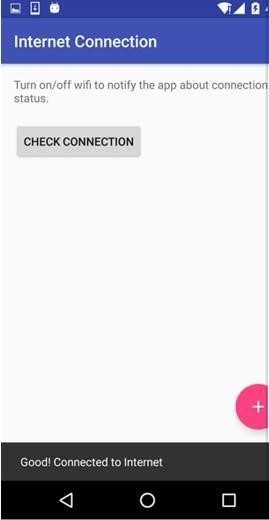 Internet Connection
Turn on/off wifi to notify the app about connection
status.
CHECK CONNECTION
Good! Connected to Internet